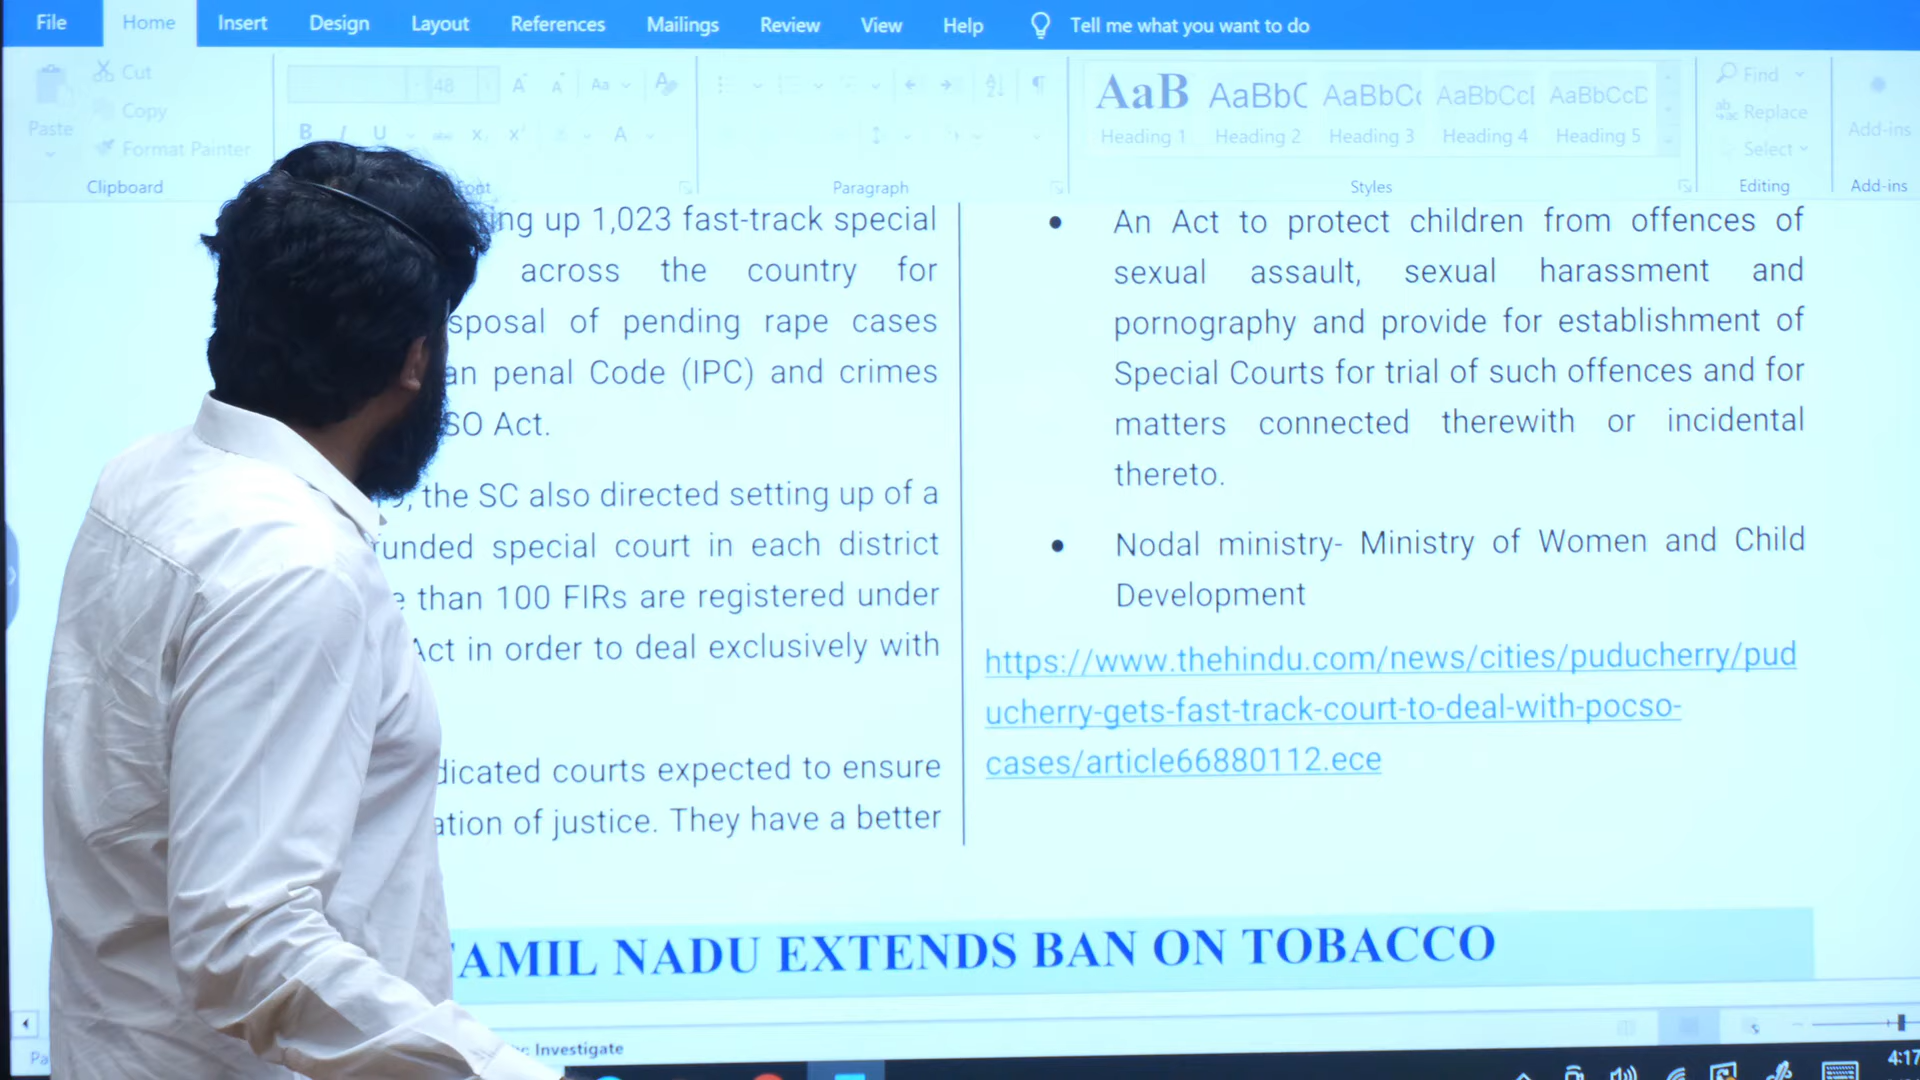 File Home Insert Design Layout References Mailings Review View Help Tell me what you want to do
Cut
Copy
Paste
Format Painter
Clipboard
48
Aa
B I U
A
Font
Paragraph
AaB AaBbC AaBbCc AaBbCcI AaBbCcD
Heading 1 Heading 2 Heading 3 Heading 4 Heading 5
Styles
Find
Replace
Select
Editing
Add-ins
Add-ins
up 1,023 fast-track special
across the country for
of pending rape cases
penal Code (IPC) and crimes
Act.
the SC also directed setting up of a
special court in each district
than 100 FIRs are registered under
Act in order to deal exclusively with
courts expected to ensure
of justice. They have a better
• An Act to protect children from offences of
sexual assault, sexual harassment and
pornography and provide for establishment of
Special Courts for trial of such offences and for
matters connected therewith or incidental
thereto.
• Nodal ministry- Ministry of Women and Child
Development
https://www.thehindu.com/news/cities/puducherry/pud
ucherry-gets-fast-track-court-to-deal-with-pocso-
cases/article66880112.ece
TAMIL NADU EXTENDS BAN ON TOBACCO
Investigate
4:17